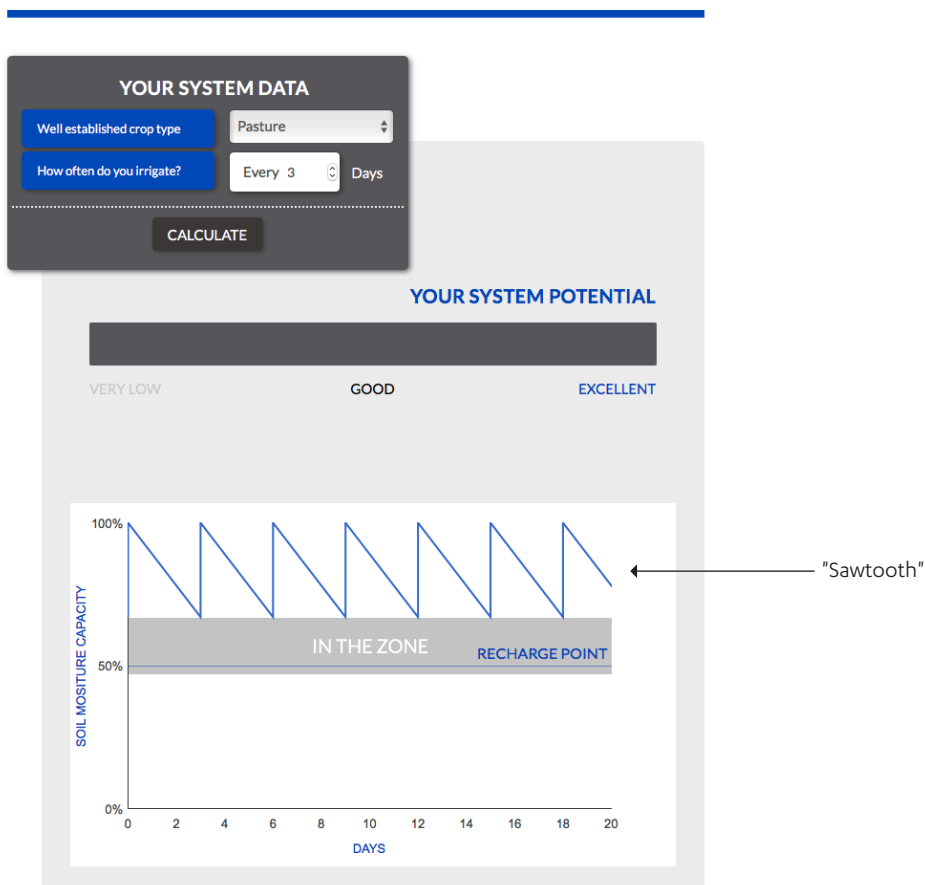 YOUR SYSTEM DATA
Well established crop type
Pasture
How often do you irrigate?
Every 3
Days
CALCULATE
YOUR SYSTEM POTENTIAL
VERY LOW
GOOD
EXCELLENT
100%
50%
0%
SOIL MOSITURE CAPACITY
"Sawtooth"
IN THE ZONE
RECHARGE POINT
0 2 4 6 8 10 12 14 16 18 20
DAYS